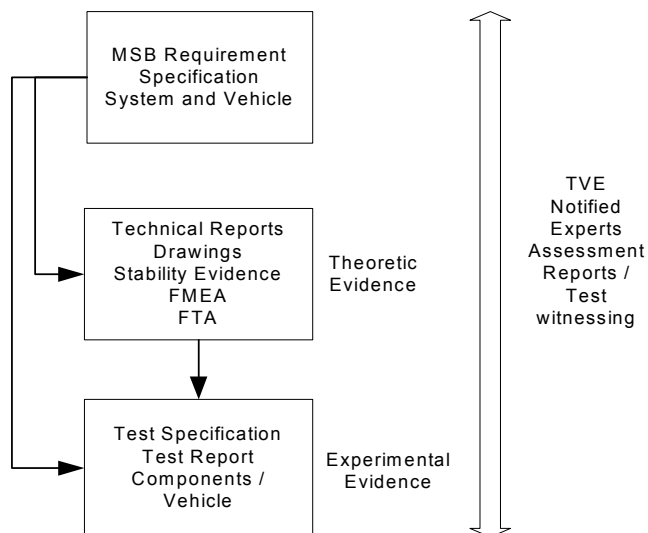 MSB Requirement
Specification
System and Vehicle
Technical Reports
Drawings
Stability Evidence
FMEA
FTA
Theoretic
Evidence
Test Specification
Test Report
Components /
Vehicle
Experimental
Evidence
TVE
Notified
Experts
Assessment
Reports /
Test
witnessing